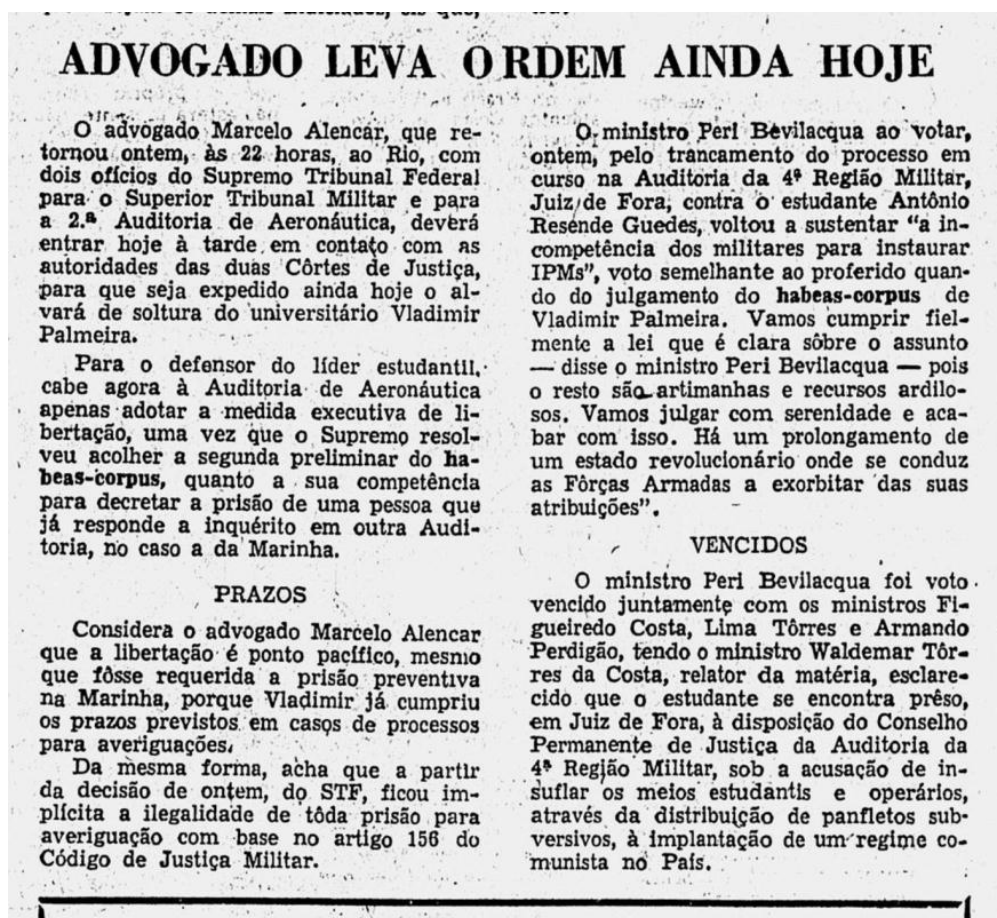 ADVOGADO LEVA ORDEM AINDA HOJE
O advogado Marcelo Alencar, que re-
tornou ontem, às 22 horas, ao Rio, com
dois ofícios do Supremo Tribunal Federal
para o Superior Tribunal Militar e para
a 2.ª Auditoria de Aeronáutica, deverá
entrar hoje à tarde em contato com as
autoridades das duas Côrtes de Justiça,
para que seja expedido ainda hoje o al-
vará de soltura do universitário Vladimir
Palmeira.
Para o defensor do líder estudantil,
cabe agora à Auditoria de Aeronáutica
apenas adotar a medida executiva de li-
bertação, uma vez que o Supremo resol-
veu acolher a segunda preliminar do ha-
beas-corpus, quanto a sua competência
para decretar a prisão de uma pessoa que
já responde a inquérito em outra Audi-
toria, no caso a da Marinha.
PRAZOS
Considera o advogado Marcelo Alencar
que a libertação é ponto pacífico, mesmo
que fôsse requerida a prisão preventiva
na Marinha, porque Vladimir já cumpriu
os prazos previstos em casos de processos
para averiguações.
Da mesma forma, acha que a partir
da decisão de ontem, do STF, ficou im-
plícita a ilegalidade de tôda prisão para
averiguação com base no artigo 156 do
Código de Justiça Militar.
O ministro Peri Bevilacqua ao votar,
ontem, pelo trancamento do processo em
curso na Auditoria da 4ª Região Militar,
Juiz de Fora, contra o estudante Antônio
Resende Guedes, voltou a sustentar "a in-
competência dos militares para instaurar
IPMs", voto semelhante ao proferido quan-
do do julgamento do habeas-corpus de
Vladimir Palmeira. Vamos cumprir fiel-
mente a lei que é clara sôbre o assunto
— disse o ministro Peri Bevilacqua — pois
o resto são artimanhas e recursos ardilo-
sos. Vamos julgar com serenidade e aca-
bar com isso. Há um prolongamento de
um estado revolucionário onde se conduz
as Fôrças Armadas a exorbitar das suas
atribuições".
VENCIDOS
O ministro Peri Bevilacqua foi voto
vencido juntamente com os ministros Fi-
gueiredo Costa, Lima Tôrres e Armando
Perdigão, tendo o ministro Waldemar Tôr-
res da Costa, relator da matéria, esclare-
cido que o estudante se encontra prêso,
em Juiz de Fora, à disposição do Conselho
Permanente de Justiça da Auditoria da
4ª Região Militar, sob a acusação de in-
suflar os meios estudantis e operários,
através da distribuição de panfletos sub-
versivos, à implantação de um regime co-
munista no País.